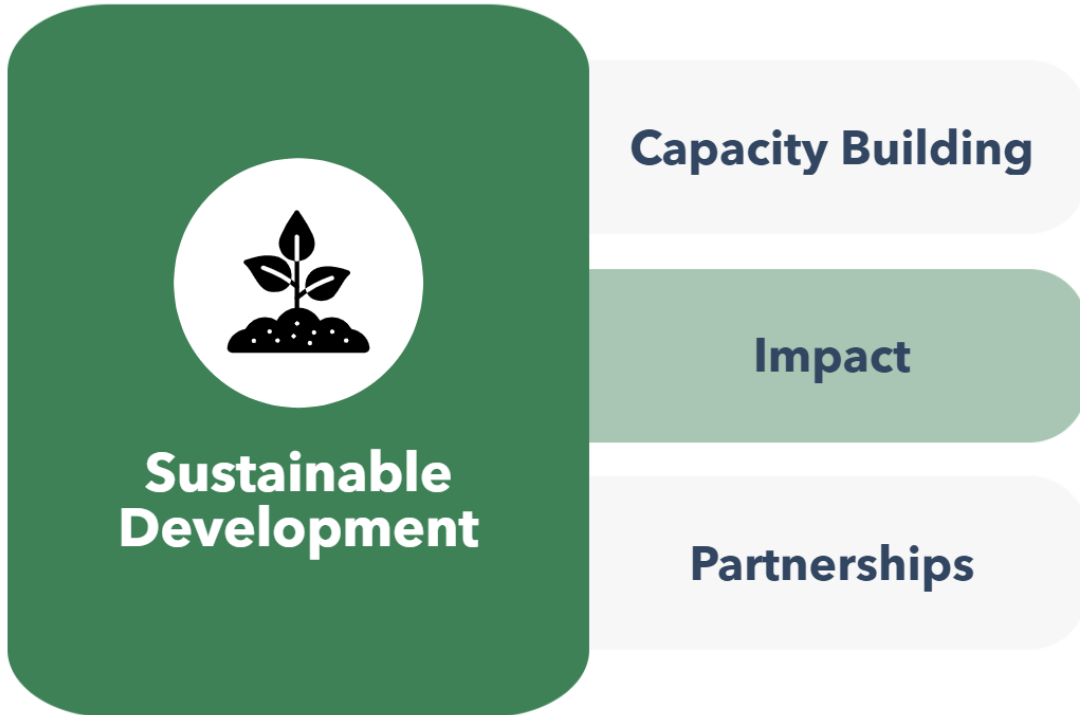 Sustainable
Development
Capacity Building
Impact
Partnerships